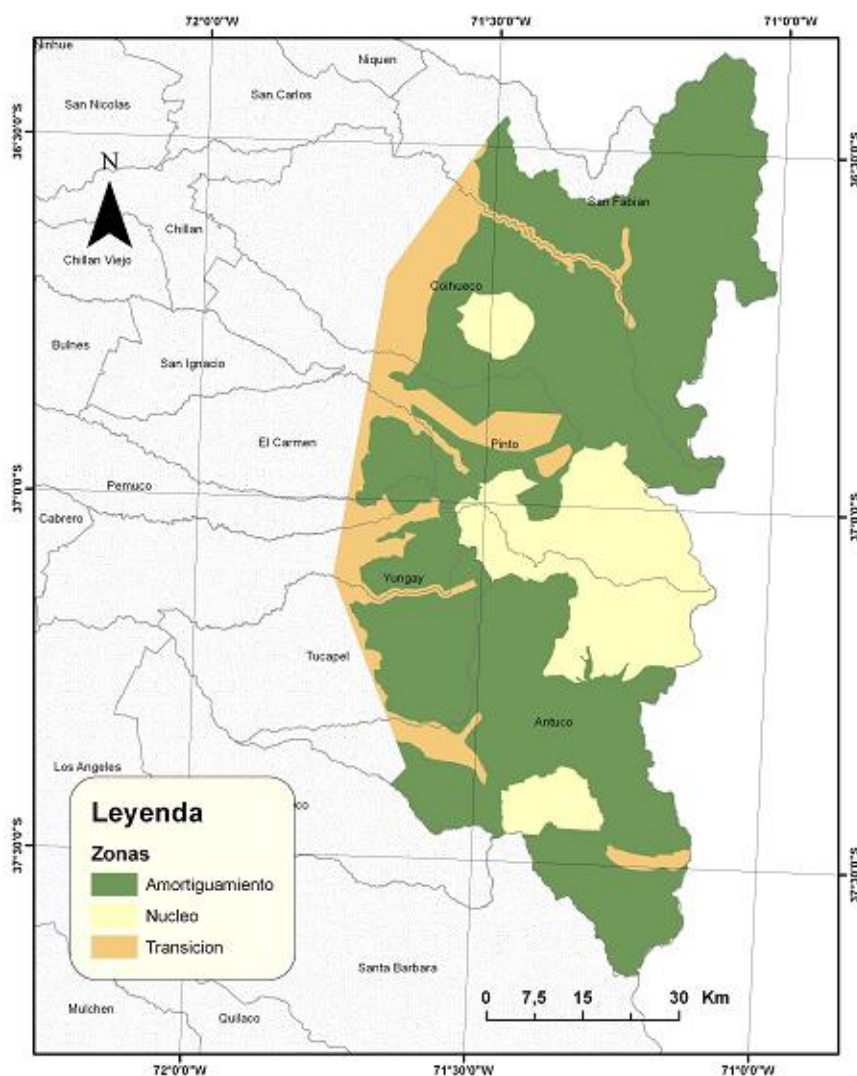 72°0'0"W
71°30'0"W
71°0'0"W
Ninhue
Niquen
San Nicolas
San Carlos
36°30'0"S
36°30'0"S
N
San Fabian
Chillan
Chillan Viejo
Coihueco
Bulnes
San Ignacio
El Carmen
Pinto
Pemuco
37°0'0"S
37°0'0"S
Cabrero
Yungay
Tucapel
Antuco
Los Angeles
co
Leyenda
Zonas
Amortiguamiento
Nucleo
Transicion
37°30'0"S
37°30'0"S
Santa Barbara
0 7,5 15 30 Km
Mulchen
Quilaco
72°0'0"W
71°30'0"W
71°0'0"W